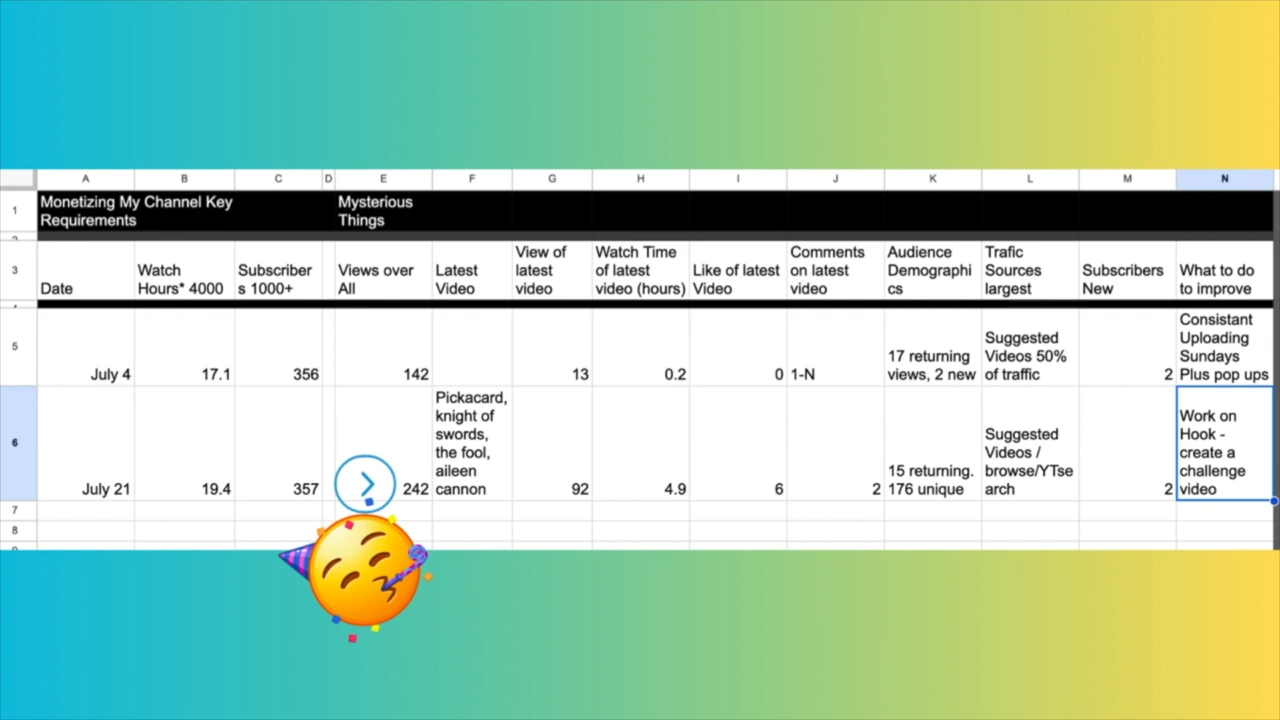 A B C D E F G H I J K L M N
1 Monetizing My Channel Key Mysterious
Requirements Things
3
Date
Watch
Hours* 4000
Subscriber
s 1000+
Views over
All
Latest
Video
View of
latest
video
Watch Time
of latest
video (hours)
Like of latest
Video
Comments
on latest
video
Audience
Demographi
cs
Trafic
Sources
largest
Subscribers
New
What to do
to improve
5
July 4
17.1
356
142
13
0.2
0
1-N
17 returning
views, 2 new
Suggested
Videos 50%
of traffic
2
Consistant
Uploading
Sundays
Plus pop ups
6
July 21
19.4
357
242
Pickacard,
knight of
swords,
the fool,
aileen
cannon
92
4.9
6
2
15 returning.
176 unique
Suggested
Videos /
browse/YTse
arch
2
Work on
Hook -
create a
challenge
video
7
8